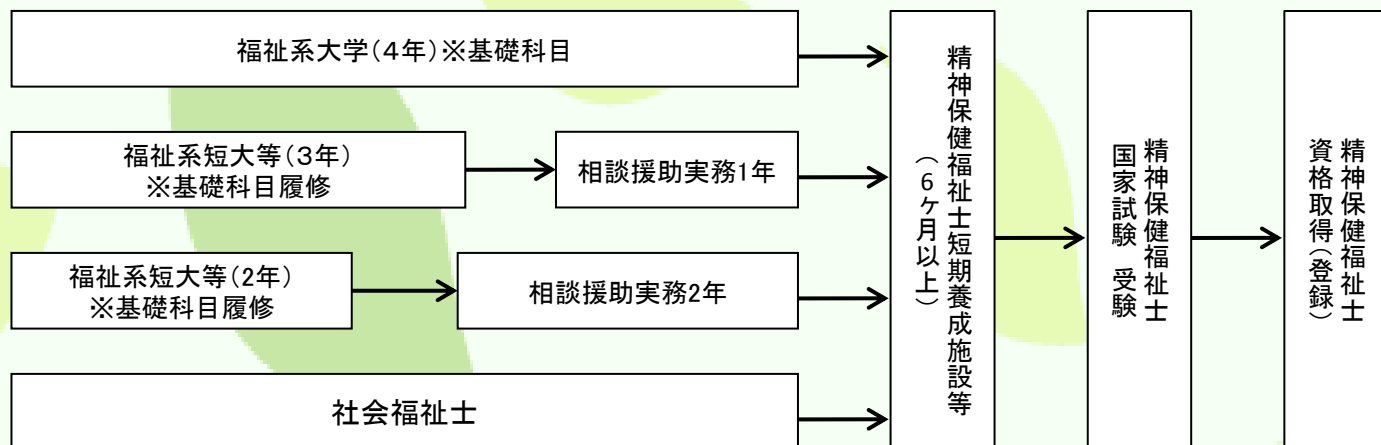 福祉系大学(4年)※基礎科目
福祉系短大等(3年)
※基礎科目履修
相談援助実務1年
福祉系短大等(2年)
※基礎科目履修
相談援助実務2年
社会福祉士
精神保健福祉士短期養成施設等
(6ヶ月以上)
精神保健福祉士
国家試験 受験
精神保健福祉士
資格取得(登録)